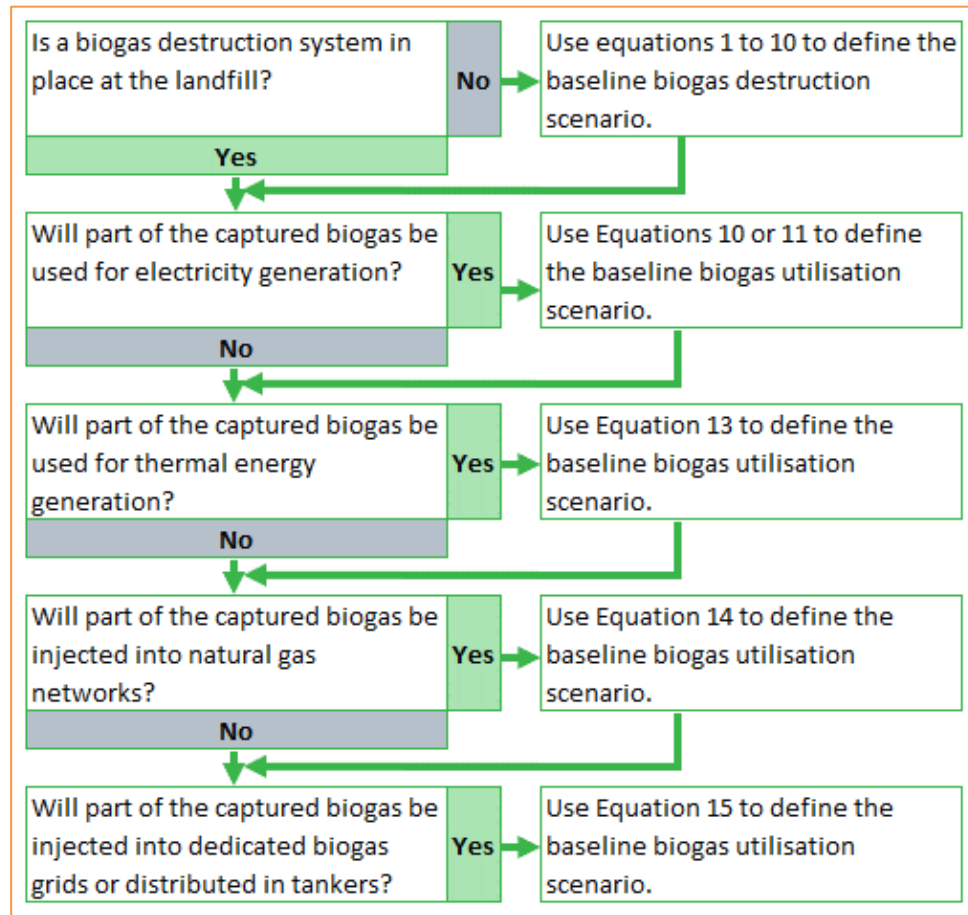 Is a biogas destruction system in
place at the landfill?
No
Use equations 1 to 10 to define the
baseline biogas destruction
scenario.
Yes
Will part of the captured biogas be
used for electricity generation?
Yes
Use Equations 10 or 11 to define
the baseline biogas utilisation
scenario.
No
Will part of the captured biogas be
used for thermal energy
generation?
Yes
Use Equation 13 to define the
baseline biogas utilisation
scenario.
No
Will part of the captured biogas be
injected into natural gas
networks?
Yes
Use Equation 14 to define the
baseline biogas utilisation
scenario.
No
Will part of the captured biogas be
injected into dedicated biogas
grids or distributed in tankers?
Yes
Use Equation 15 to define the
baseline biogas utilisation
scenario.